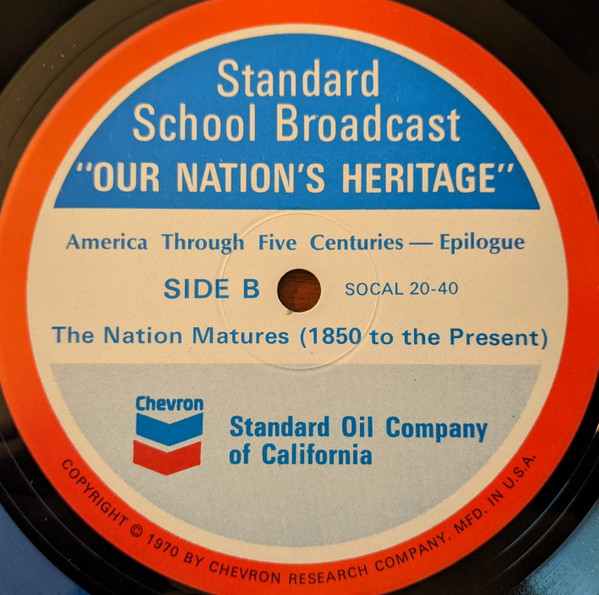 Standard
School Broadcast
"OUR NATION'S HERITAGE"
America Through Five Centuries — Epilogue
SIDE B
SOCAL 20-40
The Nation Matures (1850 to the Present)
Chevron
Standard Oil Company
of California
COPYRIGHT © 1970 BY CHEVRON RESEARCH COMPANY, MFD. IN U.S.A.